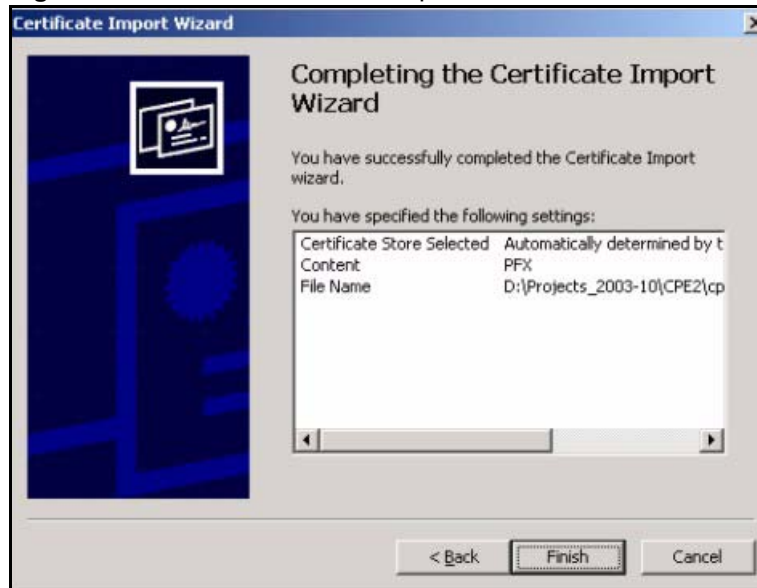 Certificate Import Wizard
Completing the Certificate Import
Wizard
You have successfully completed the Certificate Import
wizard.
You have specified the following settings:
Certificate Store Selected Automatically determined by t
Content PFX
File Name D:\Projects_2003-10\CPE2\cp
< Back Finish Cancel